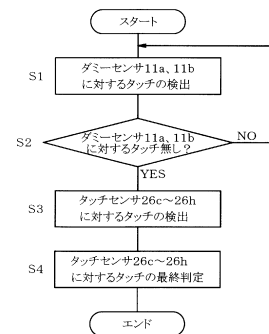 スタート
S1
ダミーセンサ11a、11b
に対するタッチの検出
S2
ダミーセンサ11a、11b
に対するタッチ無し?
NO
YES
S3
タッチセンサ26c～26h
に対するタッチの検出
S4
タッチセンサ26c～26h
に対するタッチの最終判定
エンド